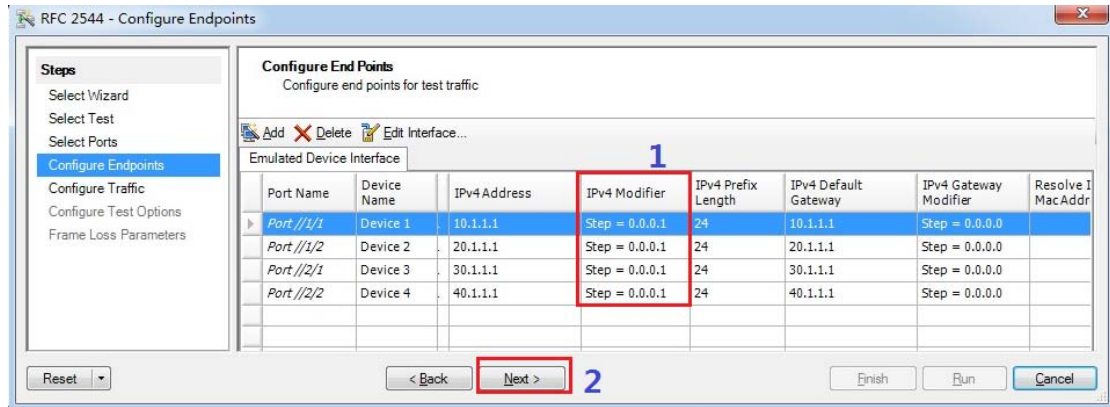 RFC 2544 - Configure Endpoints
Steps
Select Wizard
Select Test
Select Ports
Configure Endpoints
Configure Traffic
Configure Test Options
Frame Loss Parameters
Configure End Points
Configure end points for test traffic
Add Delete Edit Interface...
Emulated Device Interface
1
Port Name Device Name IPv4 Address IPv4 Modifier IPv4 Prefix Length IPv4 Default Gateway IPv4 Gateway Modifier Resolve I MacAddr
Port //1/1 Device 1 . 10.1.1.1 Step = 0.0.0.1 24 10.1.1.1 Step = 0.0.0.0
Port //1/2 Device 2 . 20.1.1.1 Step = 0.0.0.1 24 20.1.1.1 Step = 0.0.0.0
Port //2/1 Device 3 . 30.1.1.1 Step = 0.0.0.1 24 30.1.1.1 Step = 0.0.0.0
Port //2/2 Device 4 . 40.1.1.1 Step = 0.0.0.1 24 40.1.1.1 Step = 0.0.0.0
Reset < Back Next > 2 Finish Run Cancel